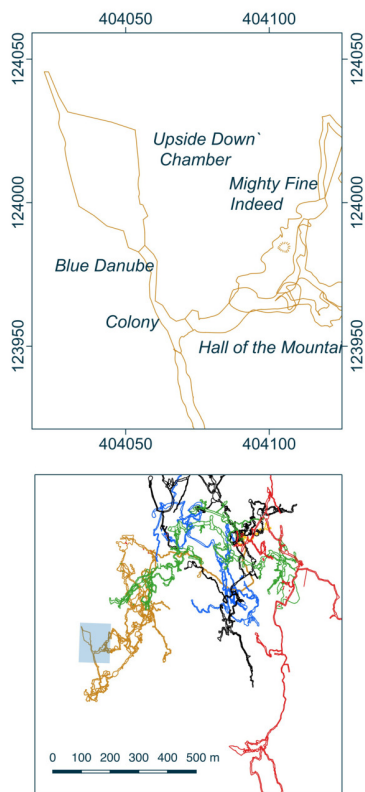 404050 404100
124050 124050
Upside Down`
Chamber
Mighty Fine
Indeed
124000 124000
Blue Danube
Colony
123950 123950
Hall of the Mountai
404050 404100
0 100 200 300 400 500 m